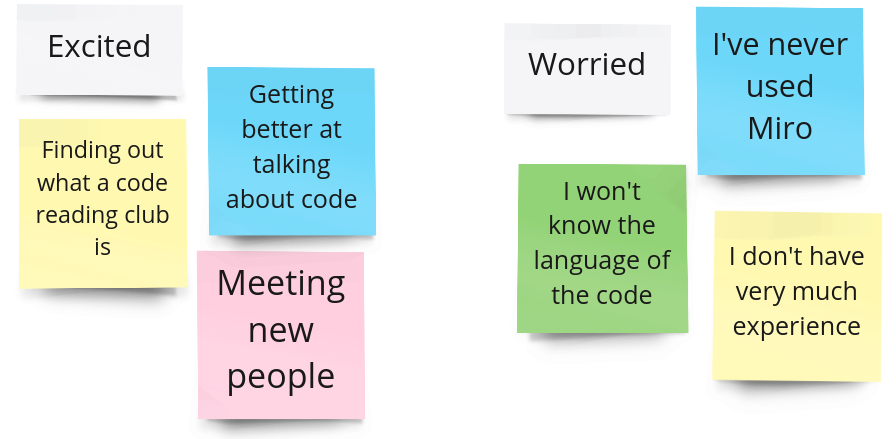 Excited
Finding out
what a code
reading club
is
Getting
better at
talking
about code
Meeting
new
people
Worried
I've never
used
Miro
I won't
know the
language of
the code
I don't have
very much
experience